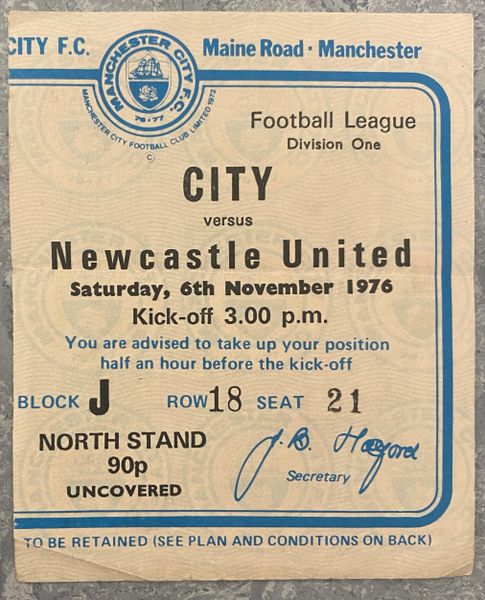 CITY F.C.
Maine Road · Manchester
MANCHESTER CITY F.C.
76-77
MANCHESTER CITY FOOTBALL CLUB LIMITED 1972
©
Football League
Division One
CITY
versus
Newcastle United
Saturday, 6th November 1976
Kick-off 3.00 p.m.
You are advised to take up your position
half an hour before the kick-off
BLOCK J ROW 18 SEAT 21
NORTH STAND
90p
UNCOVERED
Secretary
TO BE RETAINED (SEE PLAN AND CONDITIONS ON BACK)